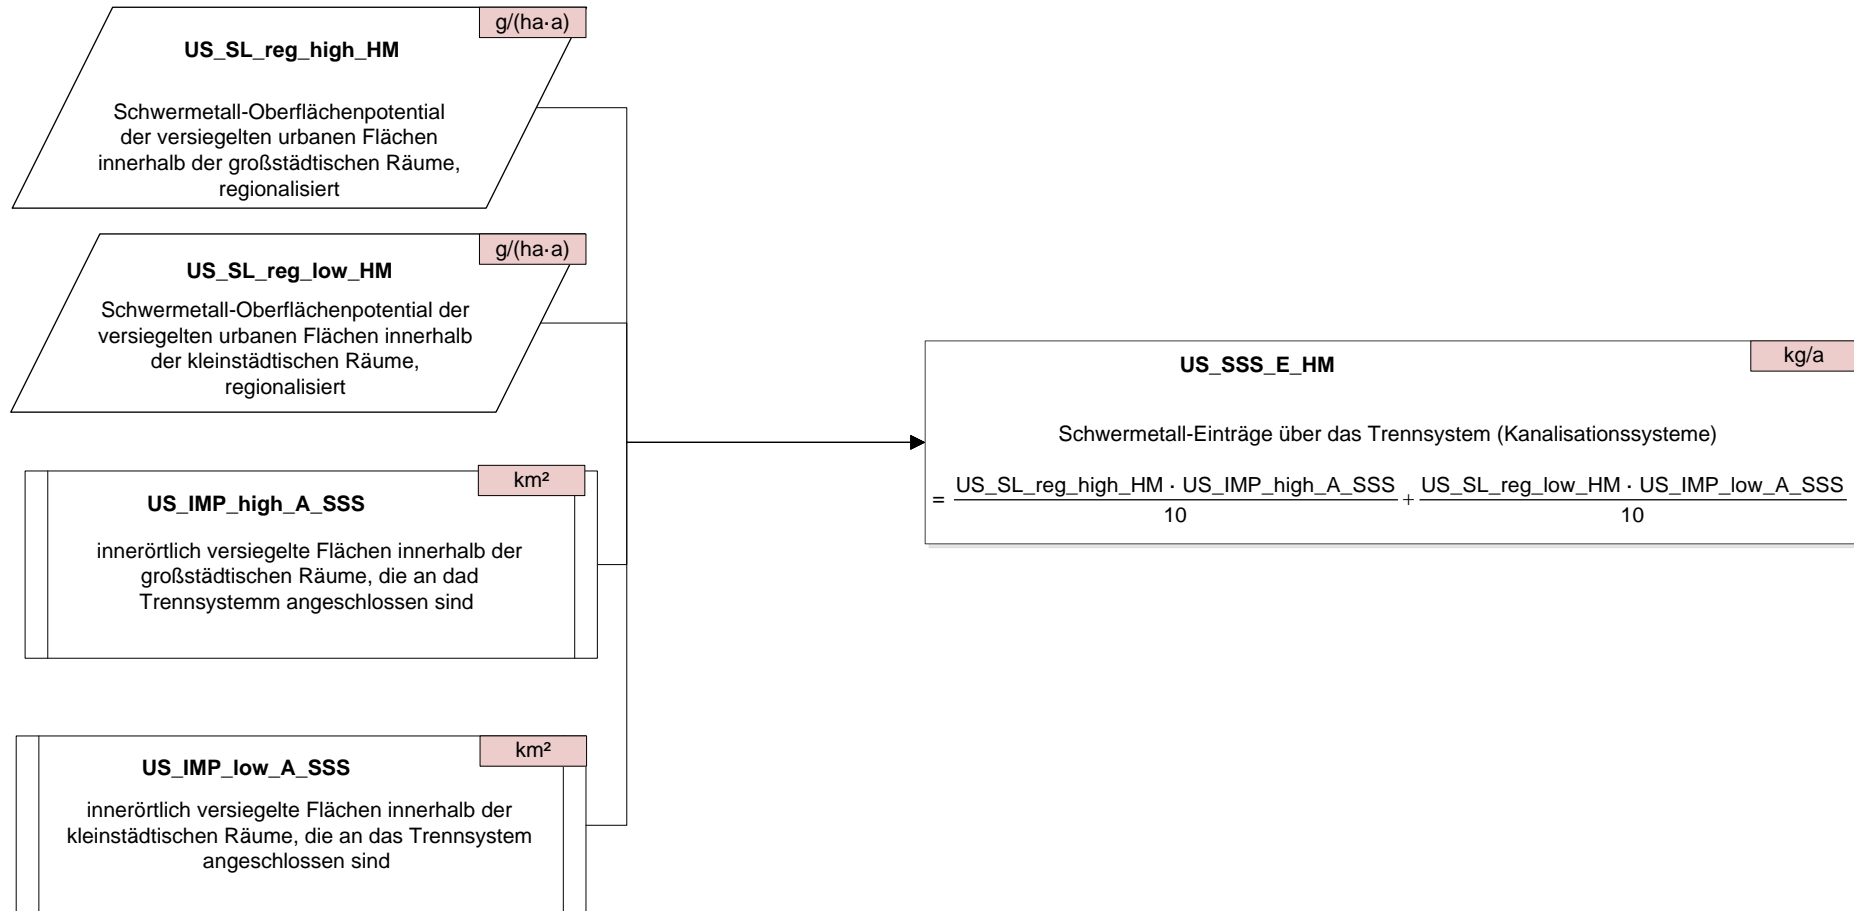 g/(ha·a)
US_SL_reg_high_HM
Schwermetall-Oberflächenpotential
der versiegelten urbanen Flächen
innerhalb der großstädtischen Räume,
regionalisiert
g/(ha·a)
US_SL_reg_low_HM
Schwermetall-Oberflächenpotential der
versiegelten urbanen Flächen innerhalb
der kleinstädtischen Räume,
regionalisiert
km²
US_IMP_high_A_SSS
innerörtlich versiegelte Flächen innerhalb der
großstädtischen Räume, die an dad
Trennsystemm angeschlossen sind
km²
US_IMP_low_A_SSS
innerörtlich versiegelte Flächen innerhalb der
kleinstädtischen Räume, die an das Trennsystem
angeschlossen sind
kg/a
US_SSS_E_HM
Schwermetall-Einträge über das Trennsystem (Kanalisationssysteme)
US_SL_reg_high_HM · US_IMP_high_A_SSS US_SL_reg_low_HM · US_IMP_low_A_SSS
= +
10 10